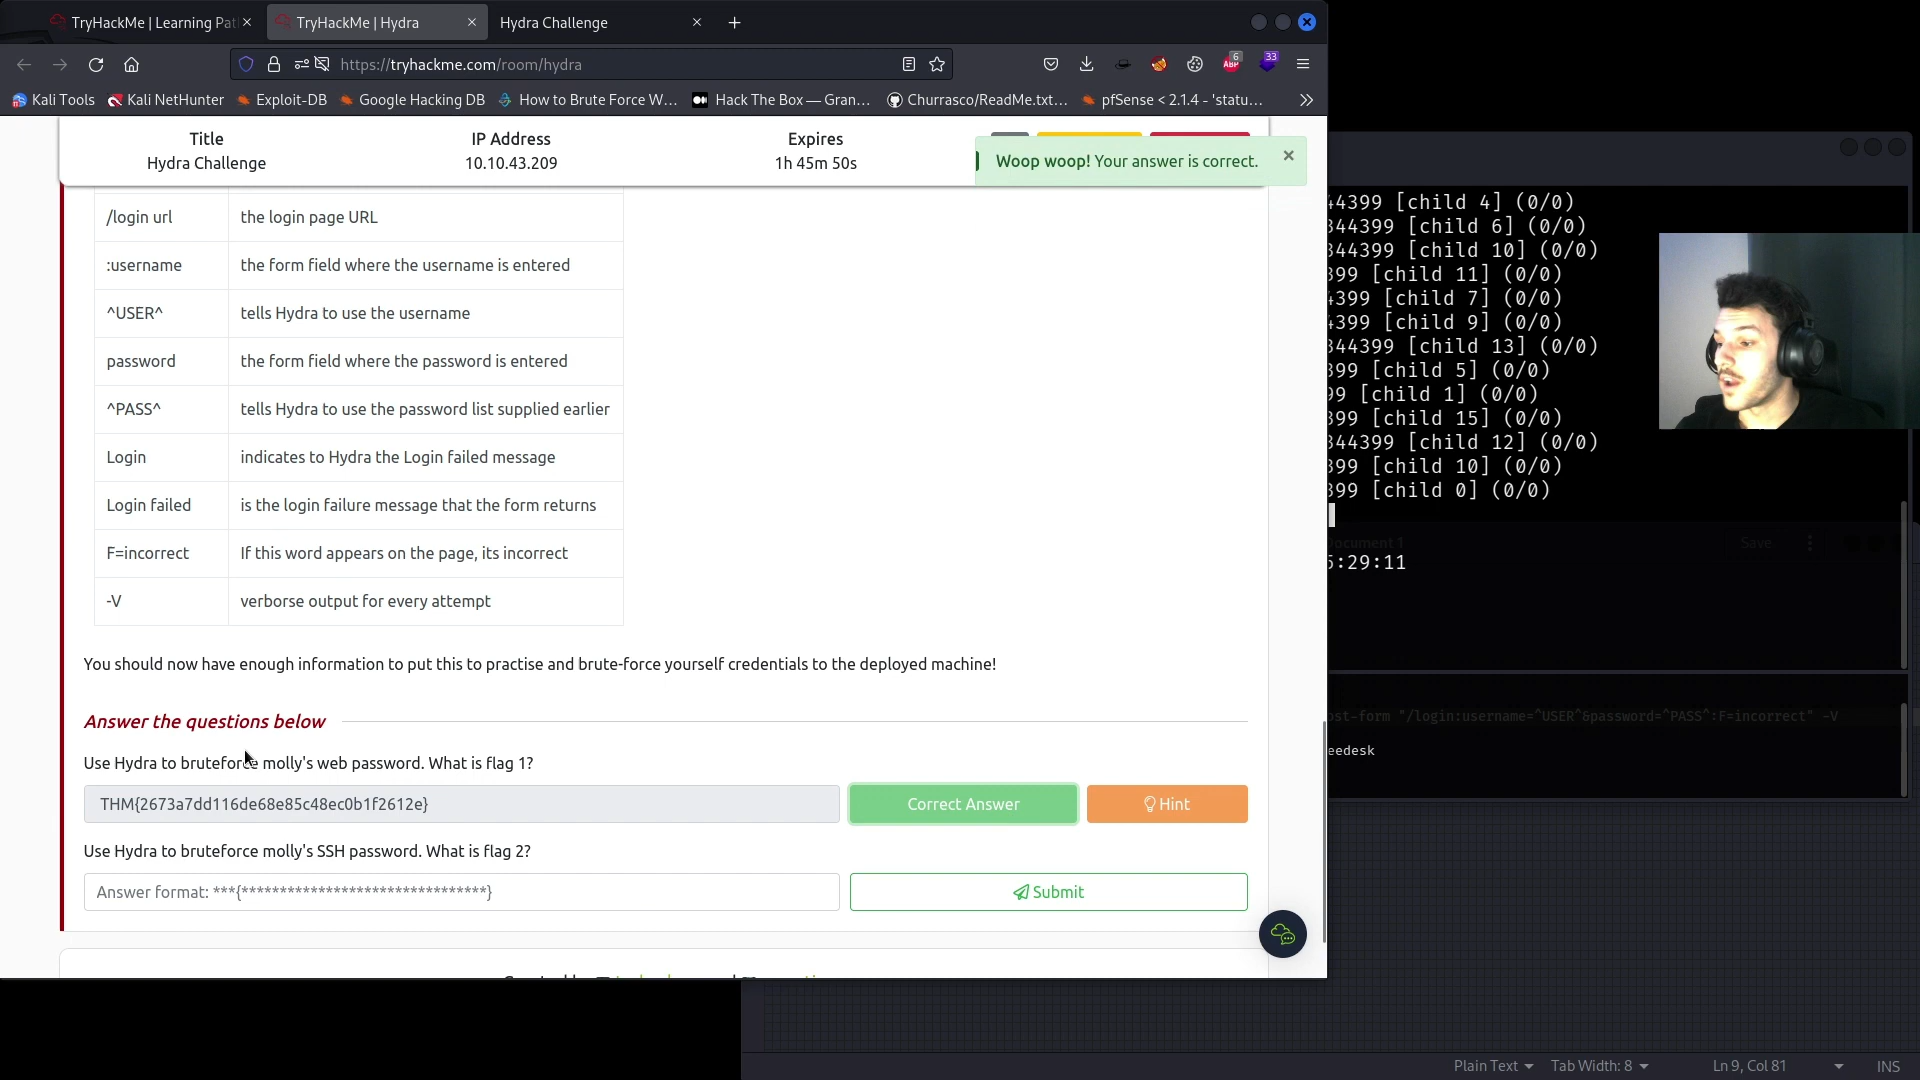 TryHackMe | Learning Pat
TryHackMe | Hydra
Hydra Challenge
https://tryhackme.com/room/hydra
6
ABP
33
Kali Tools
Kali NetHunter
Exploit-DB
Google Hacking DB
How to Brute Force W...
Hack The Box — Gran...
Churrasco/ReadMe.txt...
pfSense < 2.1.4 - 'statu...
Title
IP Address
Expires
Hydra Challenge
10.10.43.209
1h 45m 50s
Woop woop! Your answer is correct.
/login url
the login page URL
:username
the form field where the username is entered
^USER^
tells Hydra to use the username
password
the form field where the password is entered
^PASS^
tells Hydra to use the password list supplied earlier
Login
indicates to Hydra the Login failed message
Login failed
is the login failure message that the form returns
F=incorrect
If this word appears on the page, its incorrect
-V
verborse output for every attempt
You should now have enough information to put this to practise and brute-force yourself credentials to the deployed machine!
Answer the questions below
Use Hydra to bruteforce molly's web password. What is flag 1?
THM{2673a7dd116de68e85c48ec0b1f2612e}
Correct Answer
Hint
Use Hydra to bruteforce molly's SSH password. What is flag 2?
Answer format: ***{********************************}
Submit
44399 [child 4] (0/0)
344399 [child 6] (0/0)
344399 [child 10] (0/0)
399 [child 11] (0/0)
4399 [child 7] (0/0)
4399 [child 9] (0/0)
344399 [child 13] (0/0)
399 [child 5] (0/0)
99 [child 1] (0/0)
399 [child 15] (0/0)
344399 [child 12] (0/0)
399 [child 10] (0/0)
399 [child 0] (0/0)
Document 1
Save
5:29:11
ost-form "/login:username=^USER^&password=^PASS^:F=incorrect" -V
eedesk
Plain Text
Tab Width: 8
Ln 9, Col 81
INS